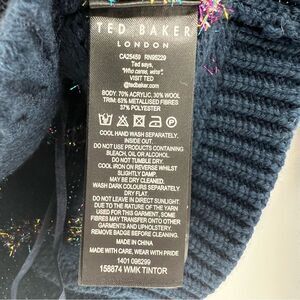 TED BAKER
LONDON
CA25459 RN95229
Ted says,
"Who cares, wins".
VISIT TED
@tedbaker.com
BODY: 70% ACRYLIC, 30% WOOL
TRIM: 63% METALLISED FIBRES
37% POLYESTER
COOL HAND WASH SEPARATELY,
INSIDE OUT.
DO NOT USE PRODUCTS CONTAINING
BLEACH, OIL OR ALCOHOL.
DO NOT TUMBLE DRY.
COOL IRON ON REVERSE WHILST
SLIGHTLY DAMP
MAY BE DRY CLEANED.
WASH DARK COLOURS SEPARATELY
BEFORE WEARING.
DO NOT LEAVE IN DIRECT SUNLIGHT.
DUE TO THE NATURE OF THE YARN
USED FOR THIS GARMENT, SOME
FIBRES MAY TRANSFER ONTO OTHER
GARMENTS AND UPHOLSTERY.
REMOVE BADGE BEFORE CLEANING.
MADE IN CHINA
MADE WITH CARE, WEAR WITH PRIDE
1401 096299
158874 WMK TINTOR